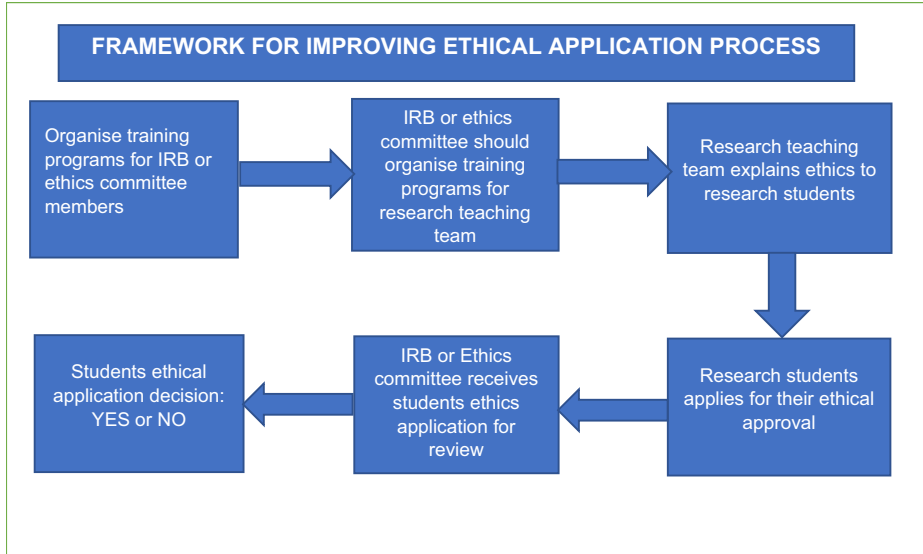 FRAMEWORK FOR IMPROVING ETHICAL APPLICATION PROCESS
Organise training
programs for IRB or
ethics committee
members
IRB or ethics
committee should
organise training
programs for
research teaching
team
Research teaching
team explains ethics to
research students
Research students
applies for their ethical
approval
IRB or Ethics
committee receives
students ethics
application for
review
Students ethical
application decision:
YES or NO